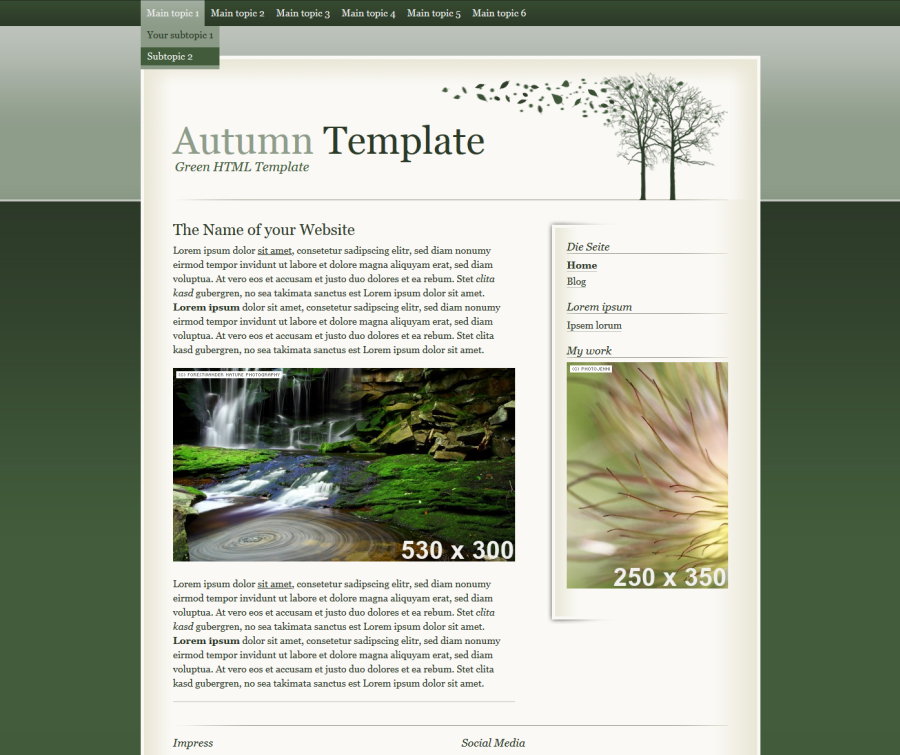 Main topic 1 Main topic 2 Main topic 3 Main topic 4 Main topic 5 Main topic 6
Your subtopic 1
Subtopic 2
Autumn Template
Green HTML Template
The Name of your Website
Lorem ipsum dolor sit amet, consetetur sadipscing elitr, sed diam nonumy
eirmod tempor invidunt ut labore et dolore magna aliquyam erat, sed diam
voluptua. At vero eos et accusam et justo duo dolores et ea rebum. Stet clita
kasd gubergren, no sea takimata sanctus est Lorem ipsum dolor sit amet.
Lorem ipsum dolor sit amet, consetetur sadipscing elitr, sed diam nonumy
eirmod tempor invidunt ut labore et dolore magna aliquyam erat, sed diam
voluptua. At vero eos et accusam et justo duo dolores et ea rebum. Stet clita
kasd gubergren, no sea takimata sanctus est Lorem ipsum dolor sit amet.
(C) FORESTWANDER NATURE PHOTOGRAPHY
530 x 300
Lorem ipsum dolor sit amet, consetetur sadipscing elitr, sed diam nonumy
eirmod tempor invidunt ut labore et dolore magna aliquyam erat, sed diam
voluptua. At vero eos et accusam et justo duo dolores et ea rebum. Stet clita
kasd gubergren, no sea takimata sanctus est Lorem ipsum dolor sit amet.
Lorem ipsum dolor sit amet, consetetur sadipscing elitr, sed diam nonumy
eirmod tempor invidunt ut labore et dolore magna aliquyam erat, sed diam
voluptua. At vero eos et accusam et justo duo dolores et ea rebum. Stet clita
kasd gubergren, no sea takimata sanctus est Lorem ipsum dolor sit amet.
Die Seite
Home
Blog
Lorem ipsum
Ipsem lorum
My work
(C) PHOTOJENNI
250 x 350
Impress
Social Media